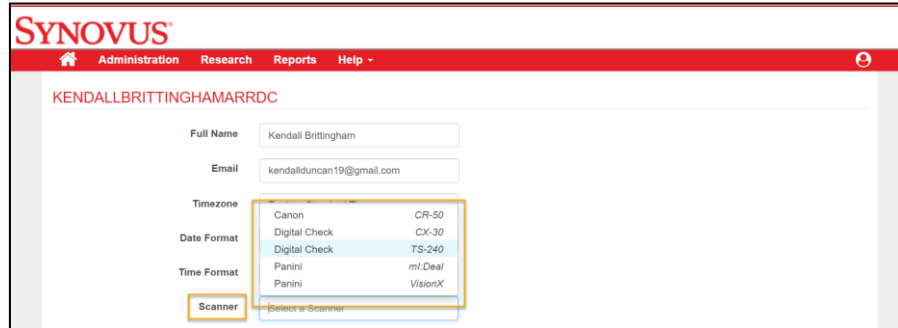 SYNOVUS®
Administration Research Reports Help
KENDALLBRITTINGHAMARRDC
Full Name Kendall Brittingham
Email kendallduncan19@gmail.com
Timezone
Canon CR-50
Digital Check CX-30
Date Format
Digital Check TS-240
Panini mI:Deal
Time Format
Panini VisionX
Scanner Select a Scanner